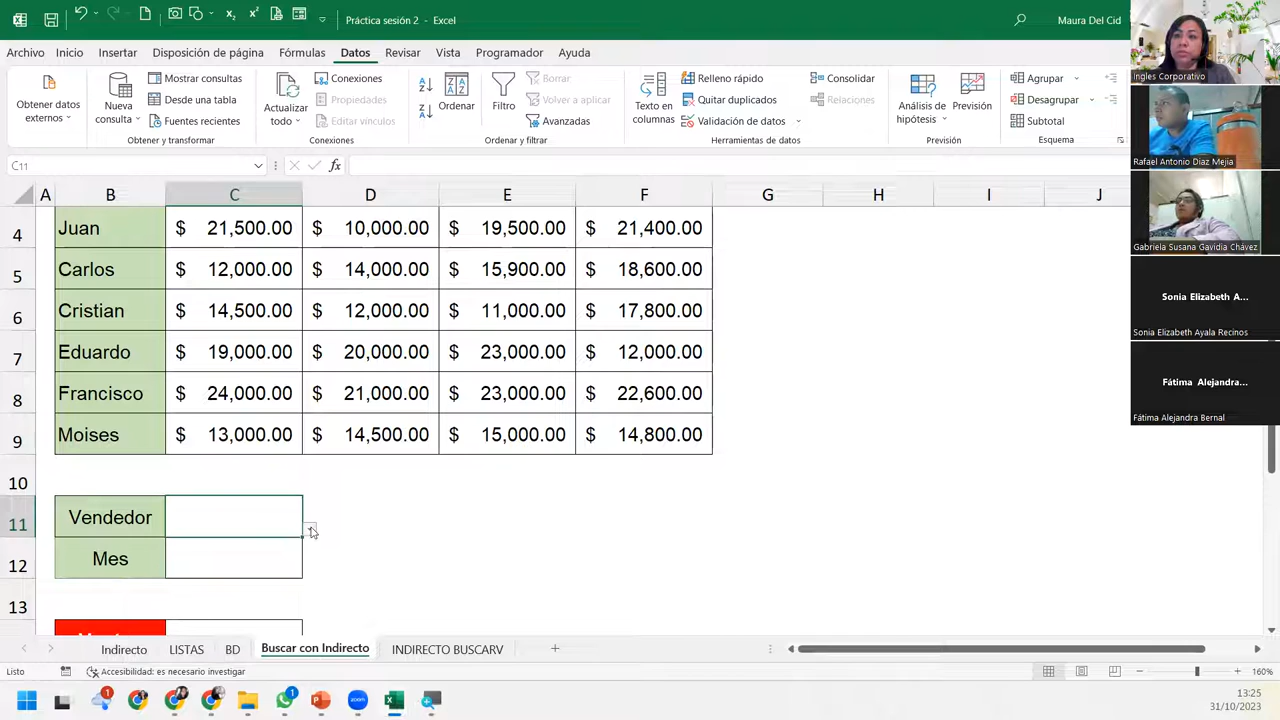 Práctica sesión 2 - Excel
Maura Del Cid
Archivo Inicio Insertar Disposición de página Fórmulas Datos Revisar Vista Programador Ayuda
Obtener datos externos
Nueva consulta
Mostrar consultas
Desde una tabla
Fuentes recientes
Obtener y transformar
Actualizar todo
Conexiones
Propiedades
Editar vínculos
Conexiones
Ordenar
Filtro
Borrar
Volver a aplicar
Avanzadas
Ordenar y filtrar
Texto en columnas
Relleno rápido
Quitar duplicados
Validación de datos
Consolidar
Relaciones
Herramientas de datos
Análisis de hipótesis
Previsión
Previsión
Agrupar
Desagrupar
Subtotal
Esquema
C11
fx
A B C D E F G H I J
4 Juan $ 21,500.00 $ 10,000.00 $ 19,500.00 $ 21,400.00
5 Carlos $ 12,000.00 $ 14,000.00 $ 15,900.00 $ 18,600.00
6 Cristian $ 14,500.00 $ 12,000.00 $ 11,000.00 $ 17,800.00
7 Eduardo $ 19,000.00 $ 20,000.00 $ 23,000.00 $ 12,000.00
8 Francisco $ 24,000.00 $ 21,000.00 $ 23,000.00 $ 22,600.00
9 Moises $ 13,000.00 $ 14,500.00 $ 15,000.00 $ 14,800.00
10
11 Vendedor
12 Mes
13
Indirecto LISTAS BD Buscar con Indirecto INDIRECTO BUSCARV
Listo
Accesibilidad: es necesario investigar
160%
13:25
31/10/2023
Ingles Corporativo
Rafael Antonio Diaz Mejia
Gabriela Susana Gavidia Chávez
Sonia Elizabeth A...
Sonia Elizabeth Ayala Recinos
Fátima Alejandra...
Fátima Alejandra Bernal